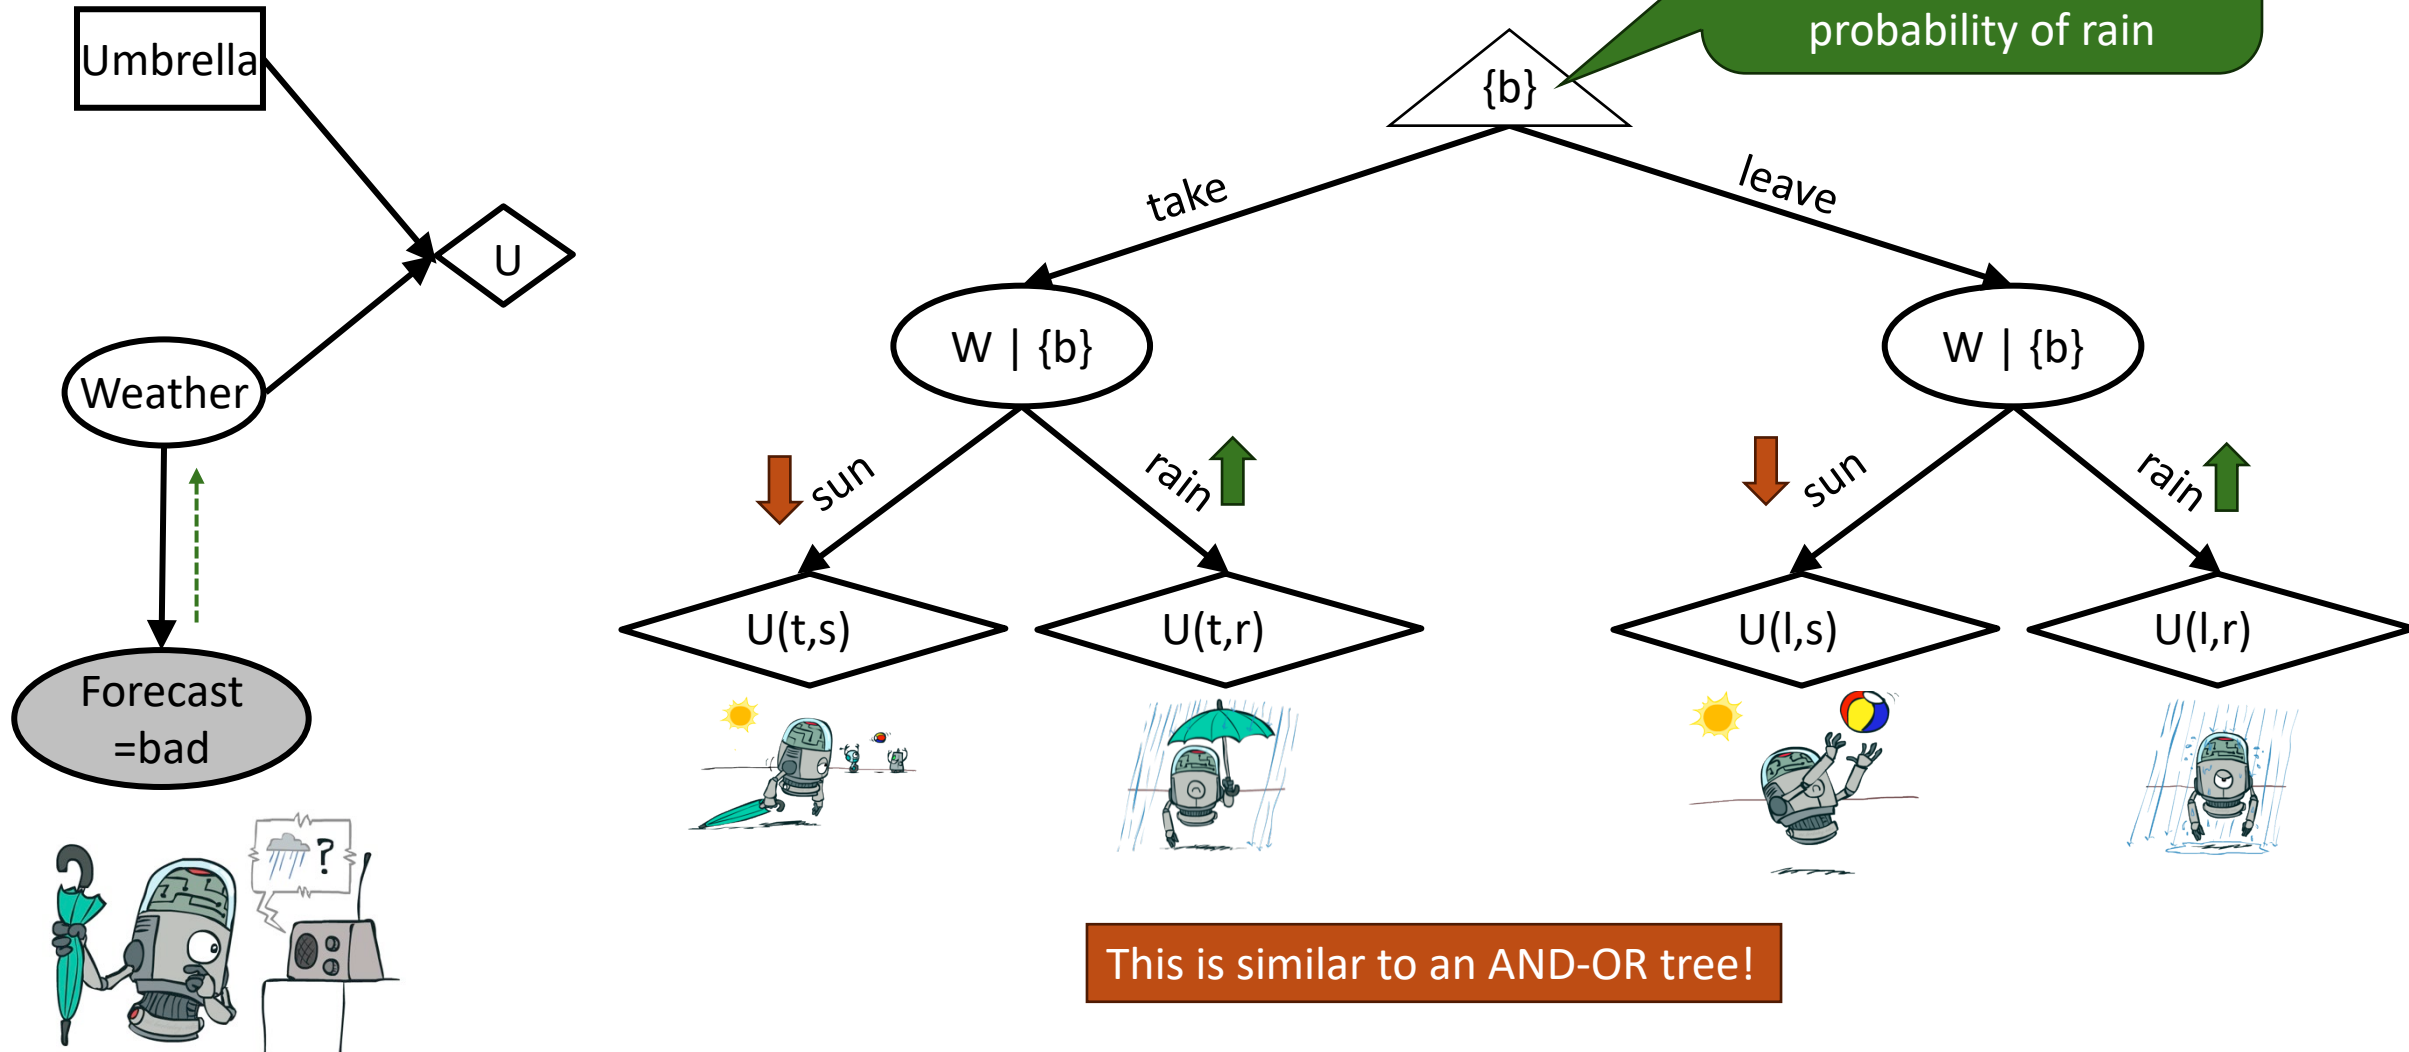 Umbrella
U
Weather
Forecast
=bad
?
probability of rain
{b}
take
leave
W | {b}
W | {b}
sun
rain
sun
rain
U(t,s)
U(t,r)
U(l,s)
U(l,r)
This is similar to an AND-OR tree!